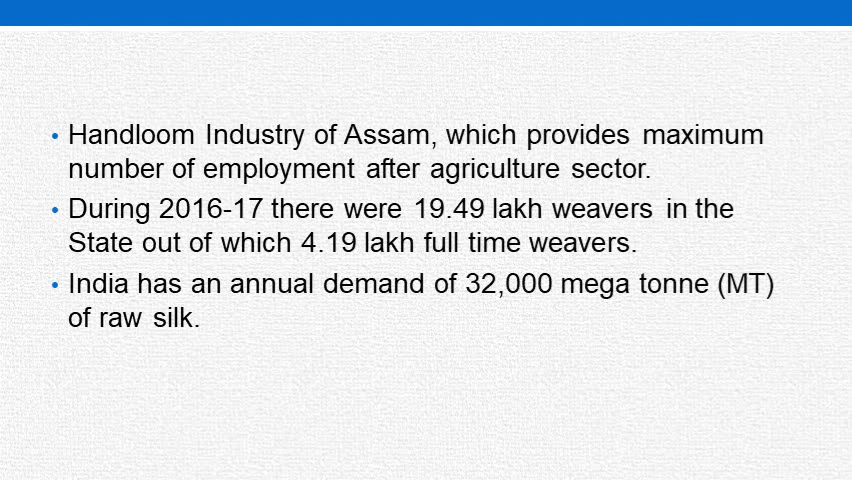 • Handloom Industry of Assam, which provides maximum
number of employment after agriculture sector.
• During 2016-17 there were 19.49 lakh weavers in the
State out of which 4.19 lakh full time weavers.
• India has an annual demand of 32,000 mega tonne (MT)
of raw silk.